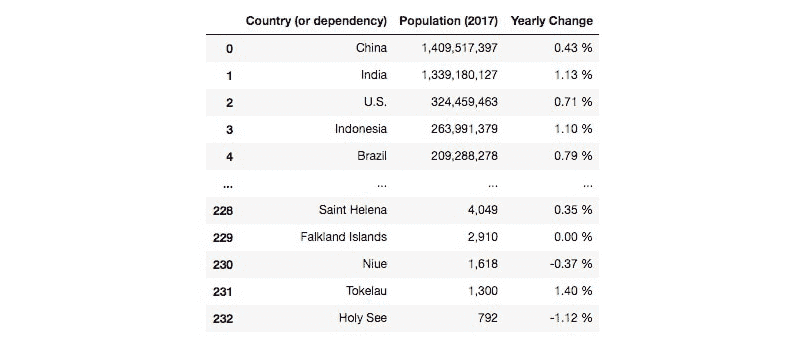 Country (or dependency) Population (2017) Yearly Change
0 China 1,409,517,397 0.43 %
1 India 1,339,180,127 1.13 %
2 U.S. 324,459,463 0.71 %
3 Indonesia 263,991,379 1.10 %
4 Brazil 209,288,278 0.79 %
... ... ... ...
228 Saint Helena 4,049 0.35 %
229 Falkland Islands 2,910 0.00 %
230 Niue 1,618 -0.37 %
231 Tokelau 1,300 1.40 %
232 Holy See 792 -1.12 %